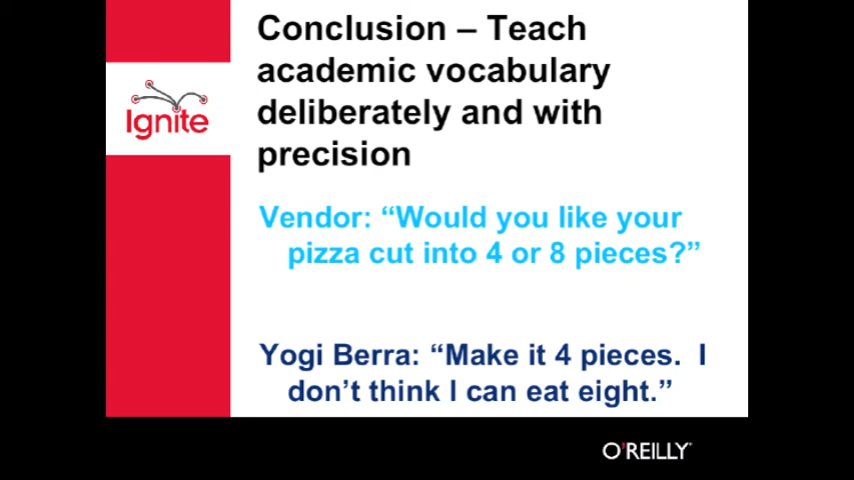 Ignite
Conclusion – Teach
academic vocabulary
deliberately and with
precision
Vendor: “Would you like your
pizza cut into 4 or 8 pieces?”
Yogi Berra: “Make it 4 pieces.  I
don’t think I can eat eight.”
O'REILLY